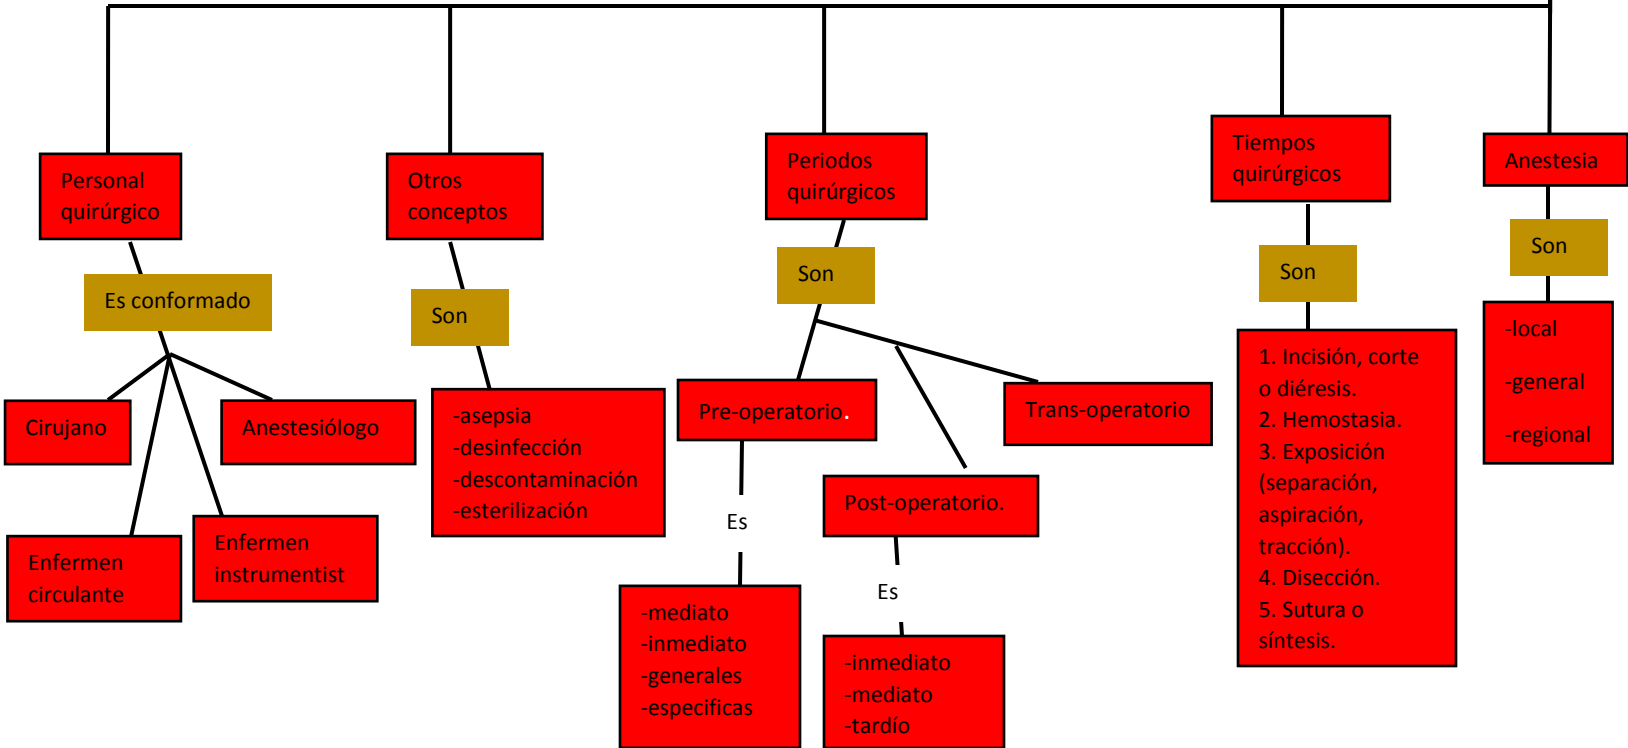 Personal
quirúrgico
Es conformado
Cirujano
Anestesiólogo
Enfermen
circulante
Enfermen
instrumentist
Otros
conceptos
Son
-asepsia
-desinfección
-descontaminación
-esterilización
Periodos
quirúrgicos
Son
Pre-operatorio.
Trans-operatorio
Post-operatorio.
Es
-mediato
-inmediato
-generales
-especificas
Es
-inmediato
-mediato
-tardío
Tiempos
quirúrgicos
Son
1. Incisión, corte
o diéresis.
2. Hemostasia.
3. Exposición
(separación,
aspiración,
tracción).
4. Disección.
5. Sutura o
síntesis.
Anestesia
Son
-local
-general
-regional